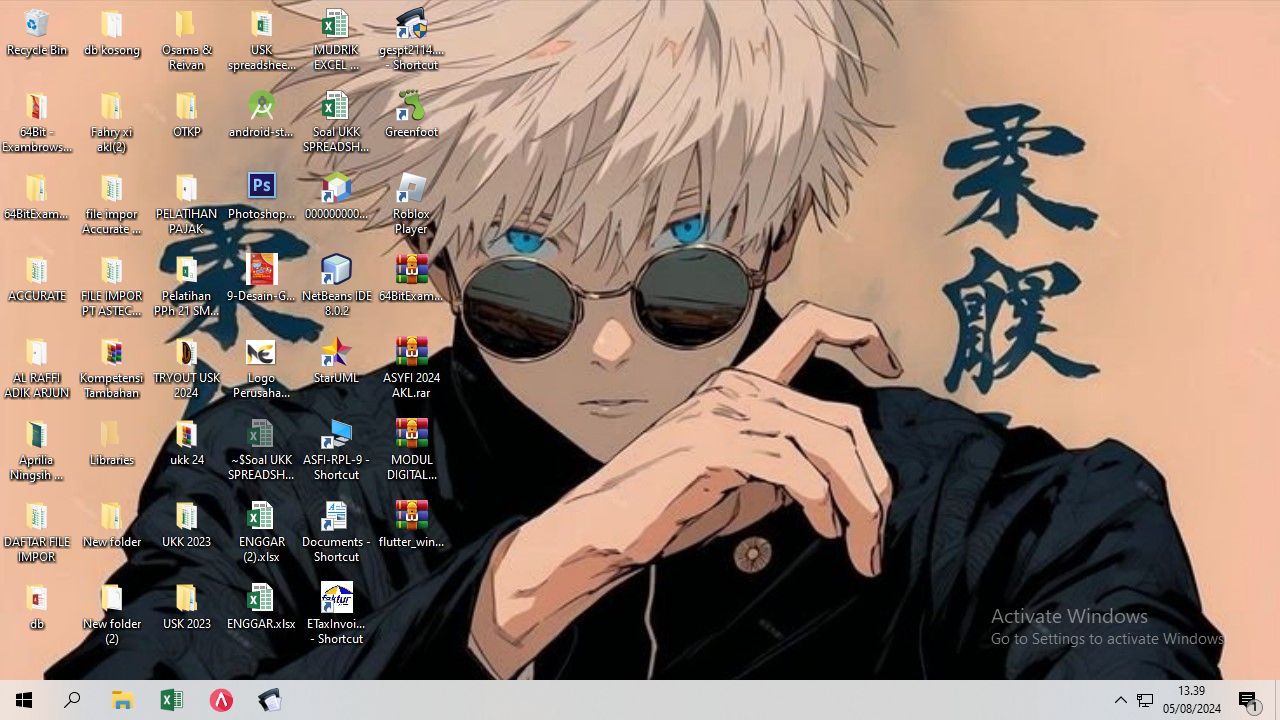 Recycle Bin
db kosong
Osama &
Reivan
USK
spreadshee...
MUDRIK
EXCEL ...
gespt2114....
- Shortcut
64Bit -
Exambrows...
Fahry xi
akl(2)
OTKP
android-st...
Soal UKK
SPREADSH...
Greenfoot
64BitExam...
file impor
Accurate ...
PELATIHAN
PAJAK
Ps
Photoshop...
000000000...
Roblox
Player
ACCURATE
FILE IMPOR
PT ASTEC...
Pelatihan
PPh 21 SM...
9-Desain-G...
NetBeans IDE
8.0.2
64BitExam...
AL RAFFI
ADIK ARJUN
Kompetensi
Tambahan
TRYOUT USK
2024
Logo
Perusaha...
StarUML
ASYFI 2024
AKL.rar
Aprilia
Ningsih ...
Libraries
ukk 24
~$Soal UKK
SPREADSH...
ASFI-RPL-9 -
Shortcut
MODUL
DIGITAL...
DAFTAR FILE
IMPOR
New folder
UKK 2023
ENGGAR
(2).xlsx
Documents -
Shortcut
flutter_win...
db
New folder
(2)
USK 2023
ENGGAR.xlsx
faktur
ETaxInvoi...
- Shortcut
柔
Activate Windows
Go to Settings to activate Windows.
13.39
05/08/2024
1